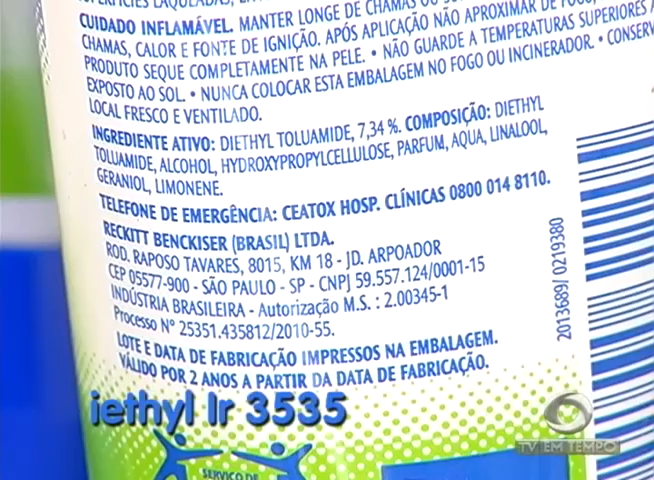 SUPERFÍCIES LAQUEADAS,
CUIDADO INFLAMÁVEL. MANTER LONGE DE CHAMAS OU
CHAMAS, CALOR E FONTE DE IGNIÇÃO. APÓS APLICAÇÃO NÃO APROXIMAR DE FOGO,
PRODUTO SEQUE COMPLETAMENTE NA PELE. • NÃO GUARDE A TEMPERATURAS SUPERIORES A
EXPOSTO AO SOL. • NUNCA COLOCAR ESTA EMBALAGEM NO FOGO OU INCINERADOR. • CONSERV
LOCAL FRESCO E VENTILADO.
INGREDIENTE ATIVO: DIETHYL TOLUAMIDE, 7,34 %. COMPOSIÇÃO: DIETHYL
TOLUAMIDE, ALCOHOL, HYDROXYPROPYLCELLULOSE, PARFUM, AQUA, LINALOOL,
GERANIOL, LIMONENE.
TELEFONE DE EMERGÊNCIA: CEATOX HOSP. CLÍNICAS 0800 014 8110.
RECKITT BENCKISER (BRASIL) LTDA.
ROD. RAPOSO TAVARES, 8015, KM 18 - JD. ARPOADOR
CEP 05577-900 - SÃO PAULO - SP - CNPJ 59.557.124/0001-15
INDÚSTRIA BRASILEIRA - Autorização M.S. : 2.00345-1
Processo N° 25351.435812/2010-55.
LOTE E DATA DE FABRICAÇÃO IMPRESSOS NA EMBALAGEM.
VÁLIDO POR 2 ANOS A PARTIR DA DATA DE FABRICAÇÃO.
2013689/ 0219380
iethyl Ir 3535
TV EM TEMPO
SERVIÇO DE